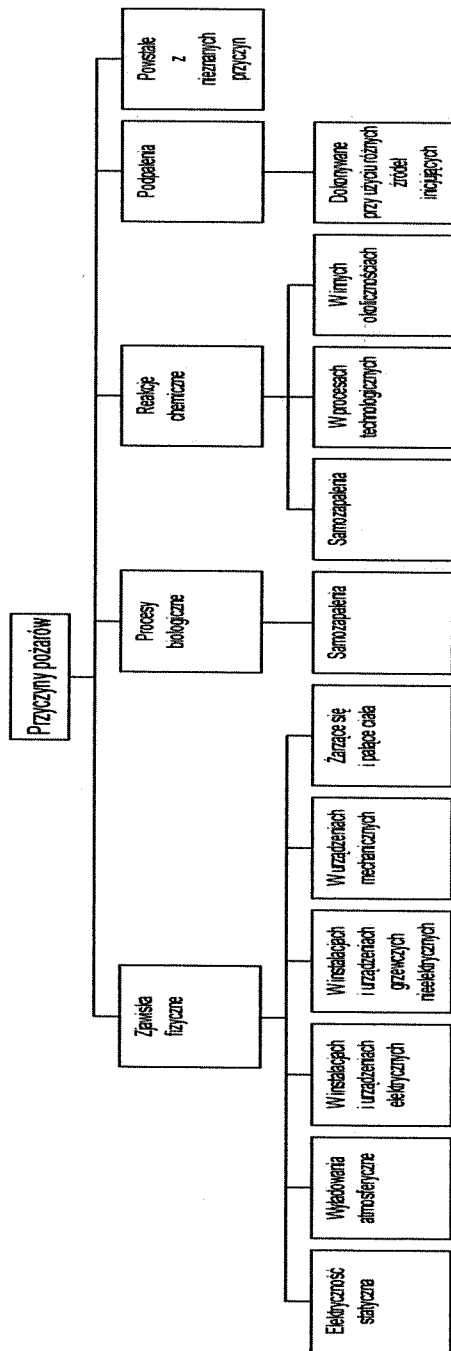 Przyczyny pożarów
Zjawiska
fizyczne
Procesy
biologiczne
Reakcje
chemiczne
Podpalenia
Powstałe
z
nieznanych
przyczyn
Elektryczność
statyczna
Wyładowania
atmosferyczne
W instalacjach
i urządzeniach
elektrycznych
W instalacjach
i urządzeniach
grzewczych
nieelektrycznych
W urządzeniach
mechanicznych
Żarzące się
i palące ciała
Samozapalenia
Samozapalenia
W procesach
technologicznych
W innych
okolicznościach
Dokonywane
przy użyciu różnych
źródeł
inicjujących